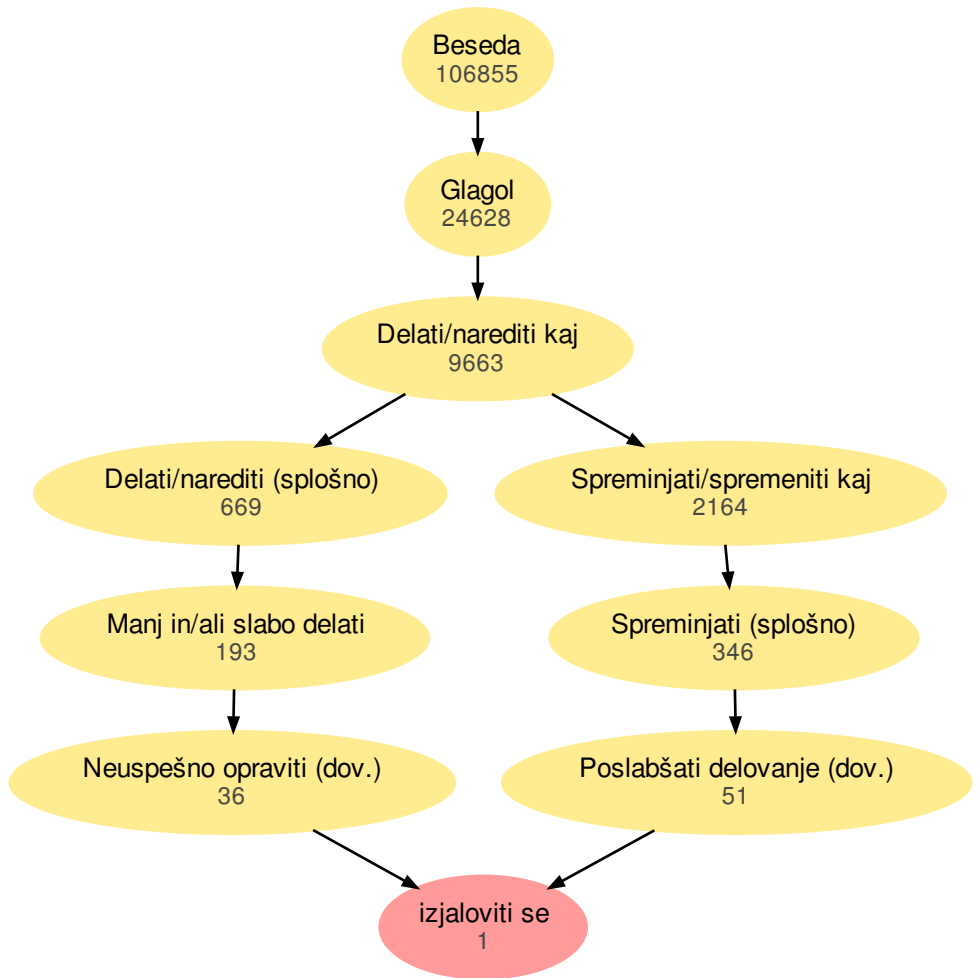 Beseda
106855
Glagol
24628
Delati/narediti kaj
9663
Delati/narediti (splošno)
669
Spreminjati/spremeniti kaj
2164
Manj in/ali slabo delati
193
Spreminjati (splošno)
346
Neuspešno opraviti (dov.)
36
Poslabšati delovanje (dov.)
51
izjaloviti se
1